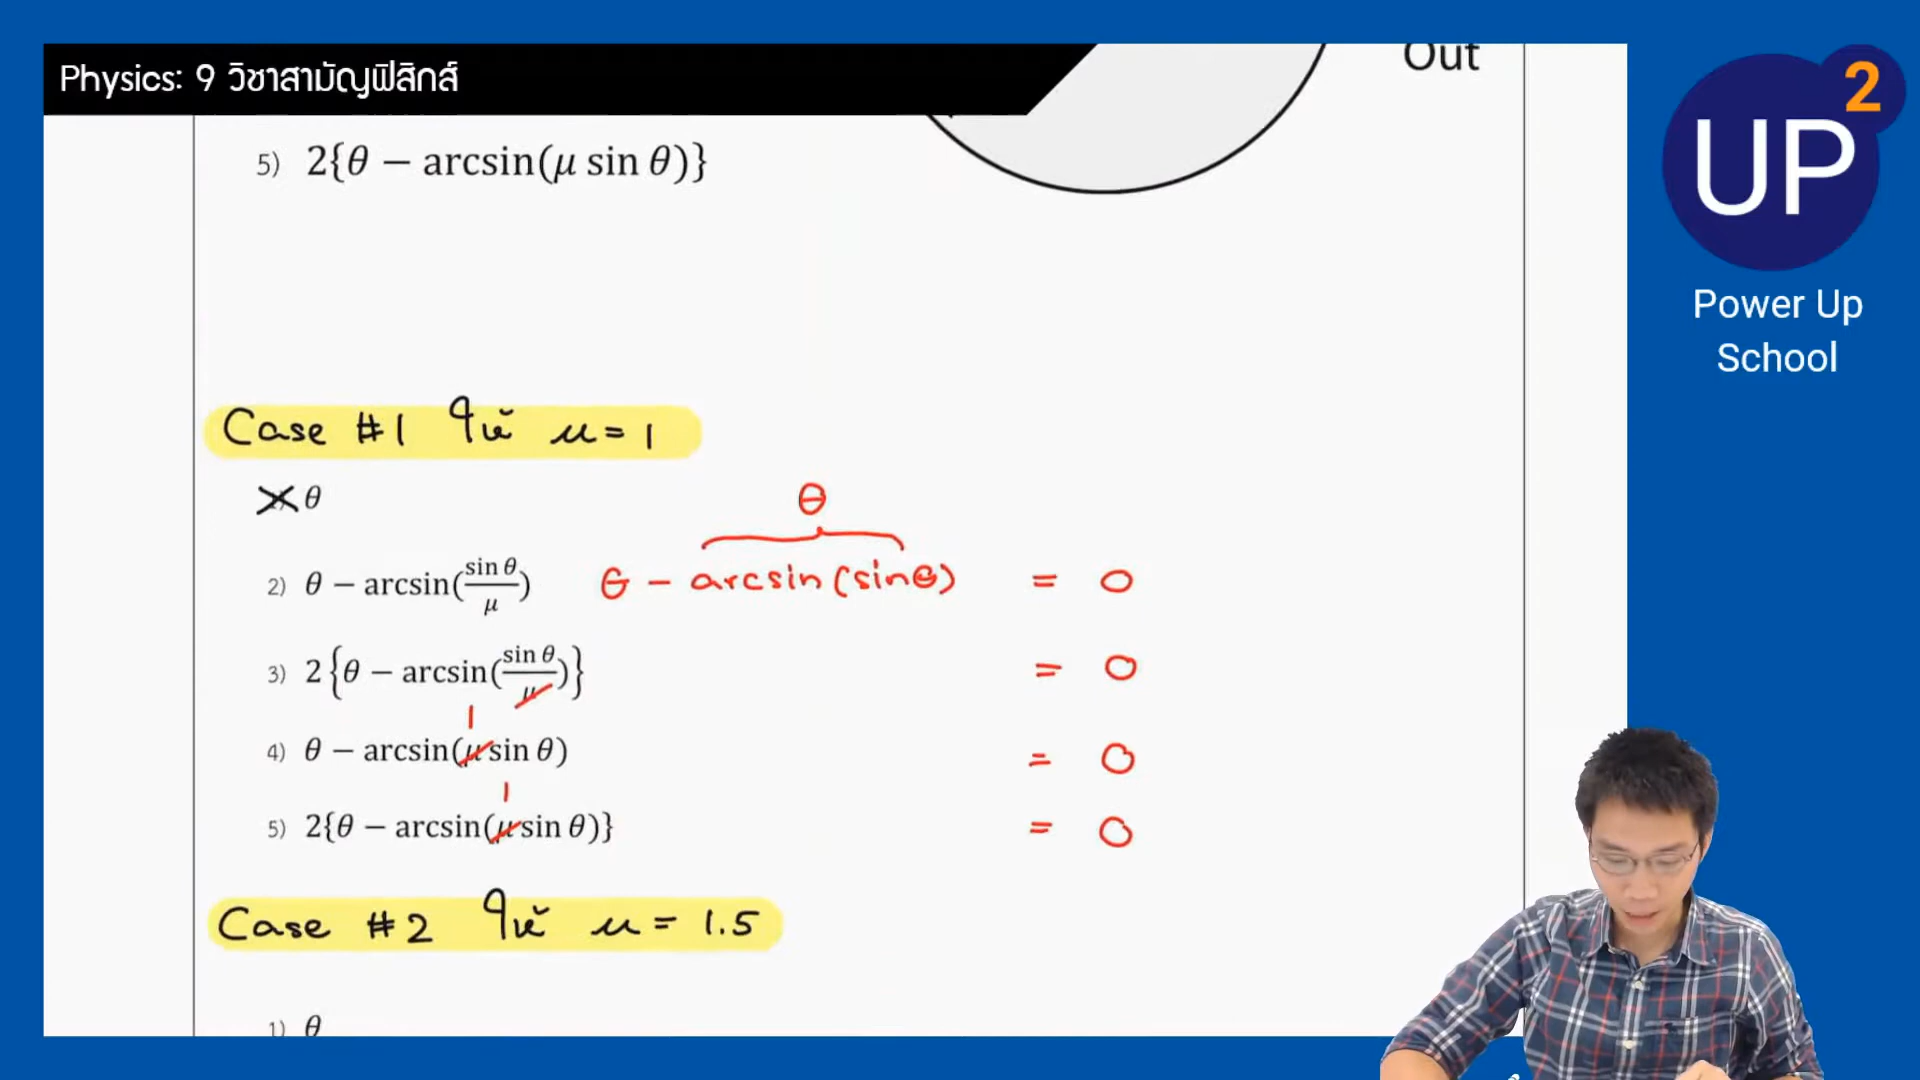 Physics: 9 วิชาสามัญฟิสิกส์
Out
2
UP
Power Up
School
5) 2{θ − arcsin(μ sin θ)}
Case #1 ให้ μ = 1
θ
θ
2) θ − arcsin(sin θ/μ) θ − arcsin(sinθ) = 0
3) 2{θ − arcsin(sin θ/μ)} = 0
1
4) θ − arcsin(μ sin θ) = 0
1
5) 2{θ − arcsin(μ sin θ)} = 0
Case #2 ให้ μ = 1.5
1) θ